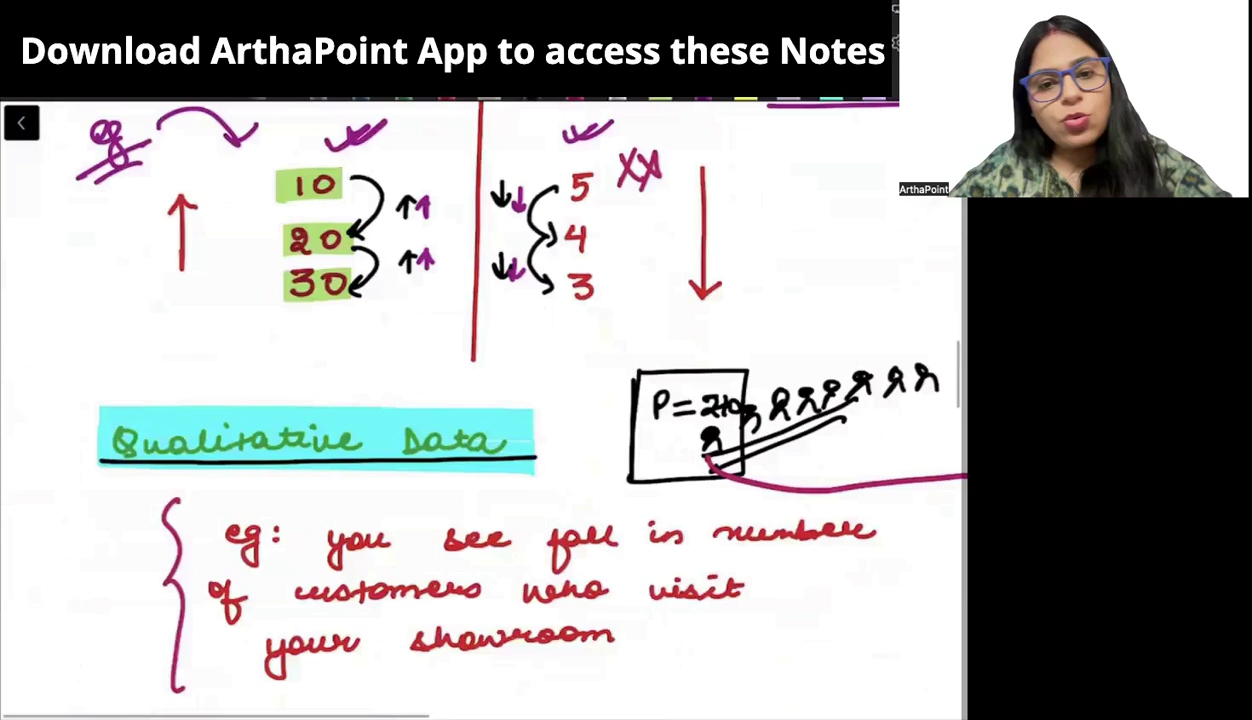 Download ArthaPoint App to access these Notes
eg
10 5
20 4
30 3
ArthaPoint
P =
Qualitative Data
eg: you see fall in number
of customers who visit
your showroom